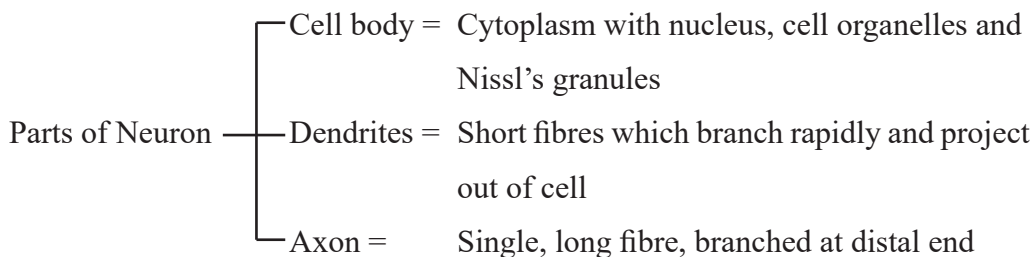 Cell body = Cytoplasm with nucleus, cell organelles and
Nissl’s granules
Parts of Neuron
Dendrites = Short fibres which branch rapidly and project
out of cell
Axon = Single, long fibre, branched at distal end